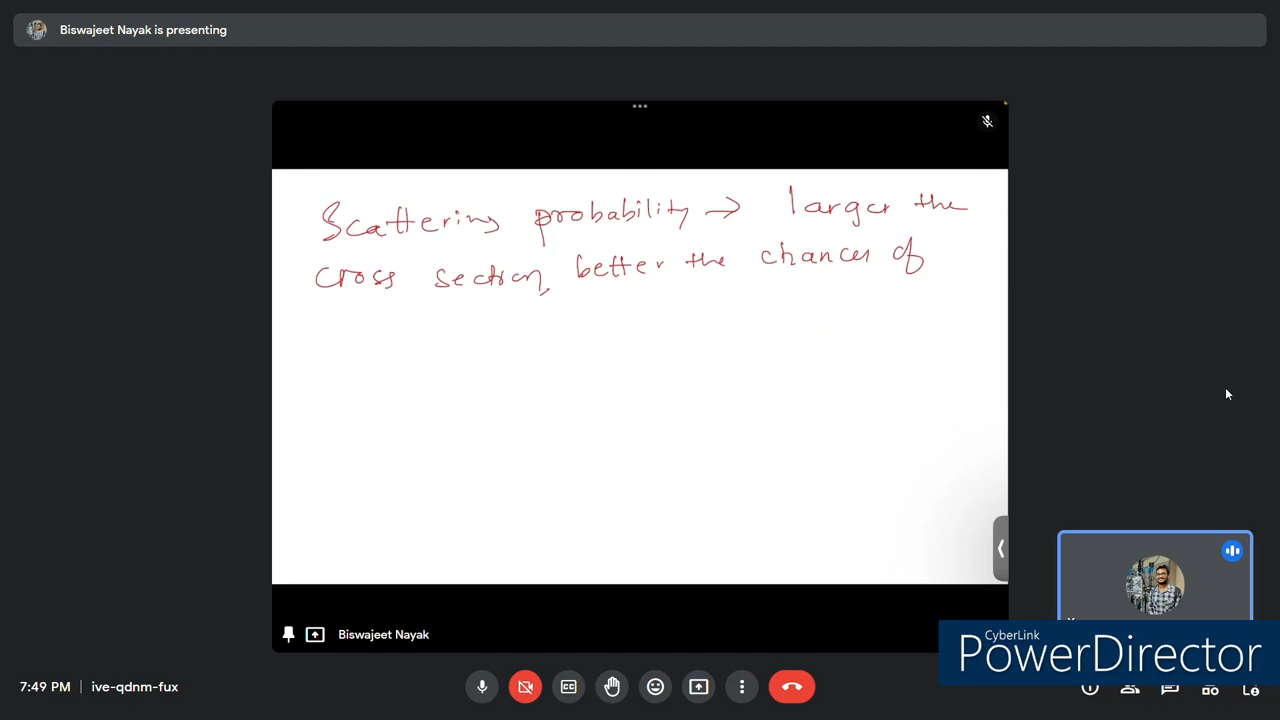 Biswajeet Nayak is presenting
Scattering probability → larger the
cross section, better the chances of
Biswajeet Nayak
CyberLink
PowerDirector
7:49 PM | ive-qdnm-fux